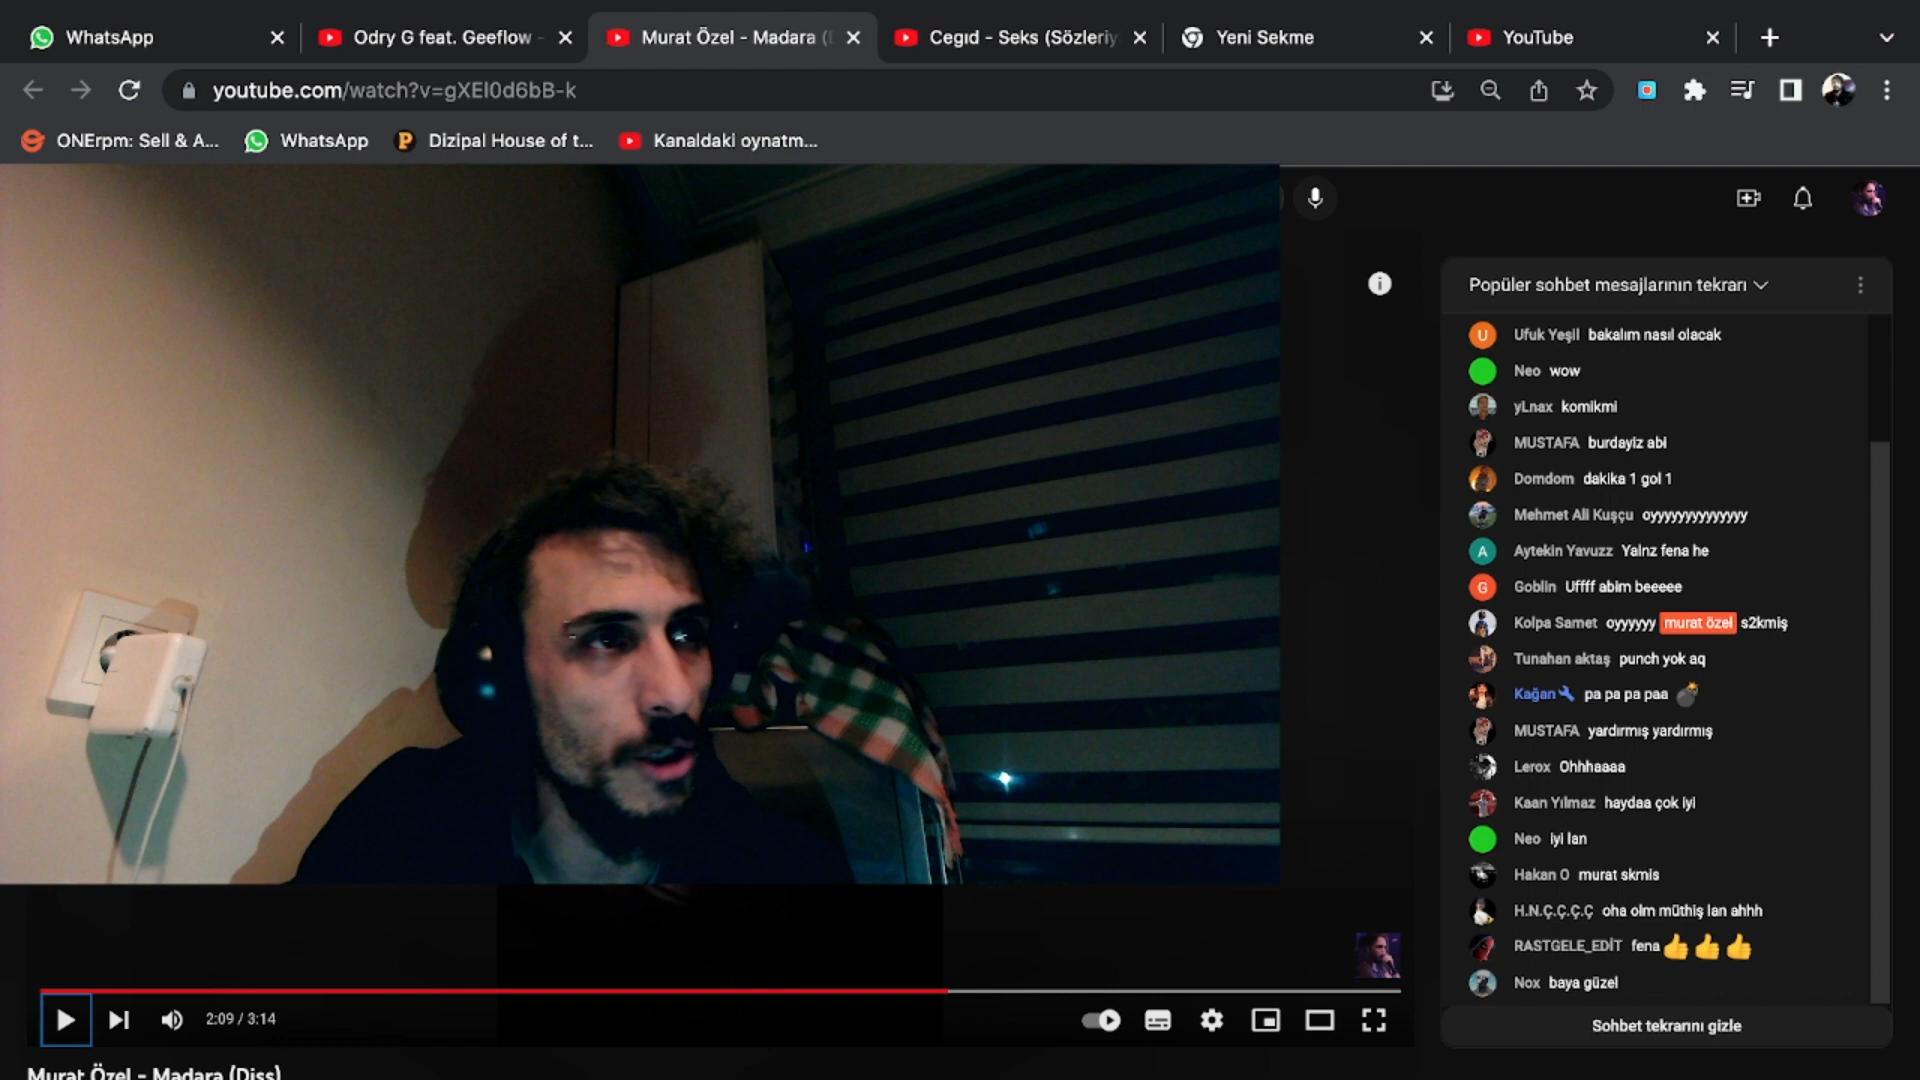 WhatsApp
Odry G feat. Geeflow -
Murat Özel - Madara (
Cegıd - Seks (Sözleriy
Yeni Sekme
YouTube
youtube.com/watch?v=gXEl0d6bB-k
ONErpm: Sell & A...
WhatsApp
Dizipal House of t...
Kanaldaki oynatm...
Popüler sohbet mesajlarının tekrarı
U Ufuk Yeşil bakalım nasıl olacak
Neo wow
yLnax komikmi
MUSTAFA burdayiz abi
Domdom dakika 1 gol 1
Mehmet Ali Kuşçu oyyyyyyyyyyyyy
A Aytekin Yavuzz Yalnz fena he
G Goblin Uffff abim beeeee
Kolpa Samet oyyyyyy murat özel s2kmiş
Tunahan aktaş punch yok aq
Kağan pa pa pa paa 💣
MUSTAFA yardırmış yardırmış
Lerox Ohhhaaaa
Kaan Yılmaz haydaa çok iyi
Neo iyi lan
Hakan O murat skmis
H.N.Ç.Ç.Ç.Ç oha olm müthiş lan ahhh
RASTGELE_EDİT fena 👍 👍 👍
Nox baya güzel
Sohbet tekrarını gizle
2:09 / 3:14
Murat Özel - Madara (Diss)